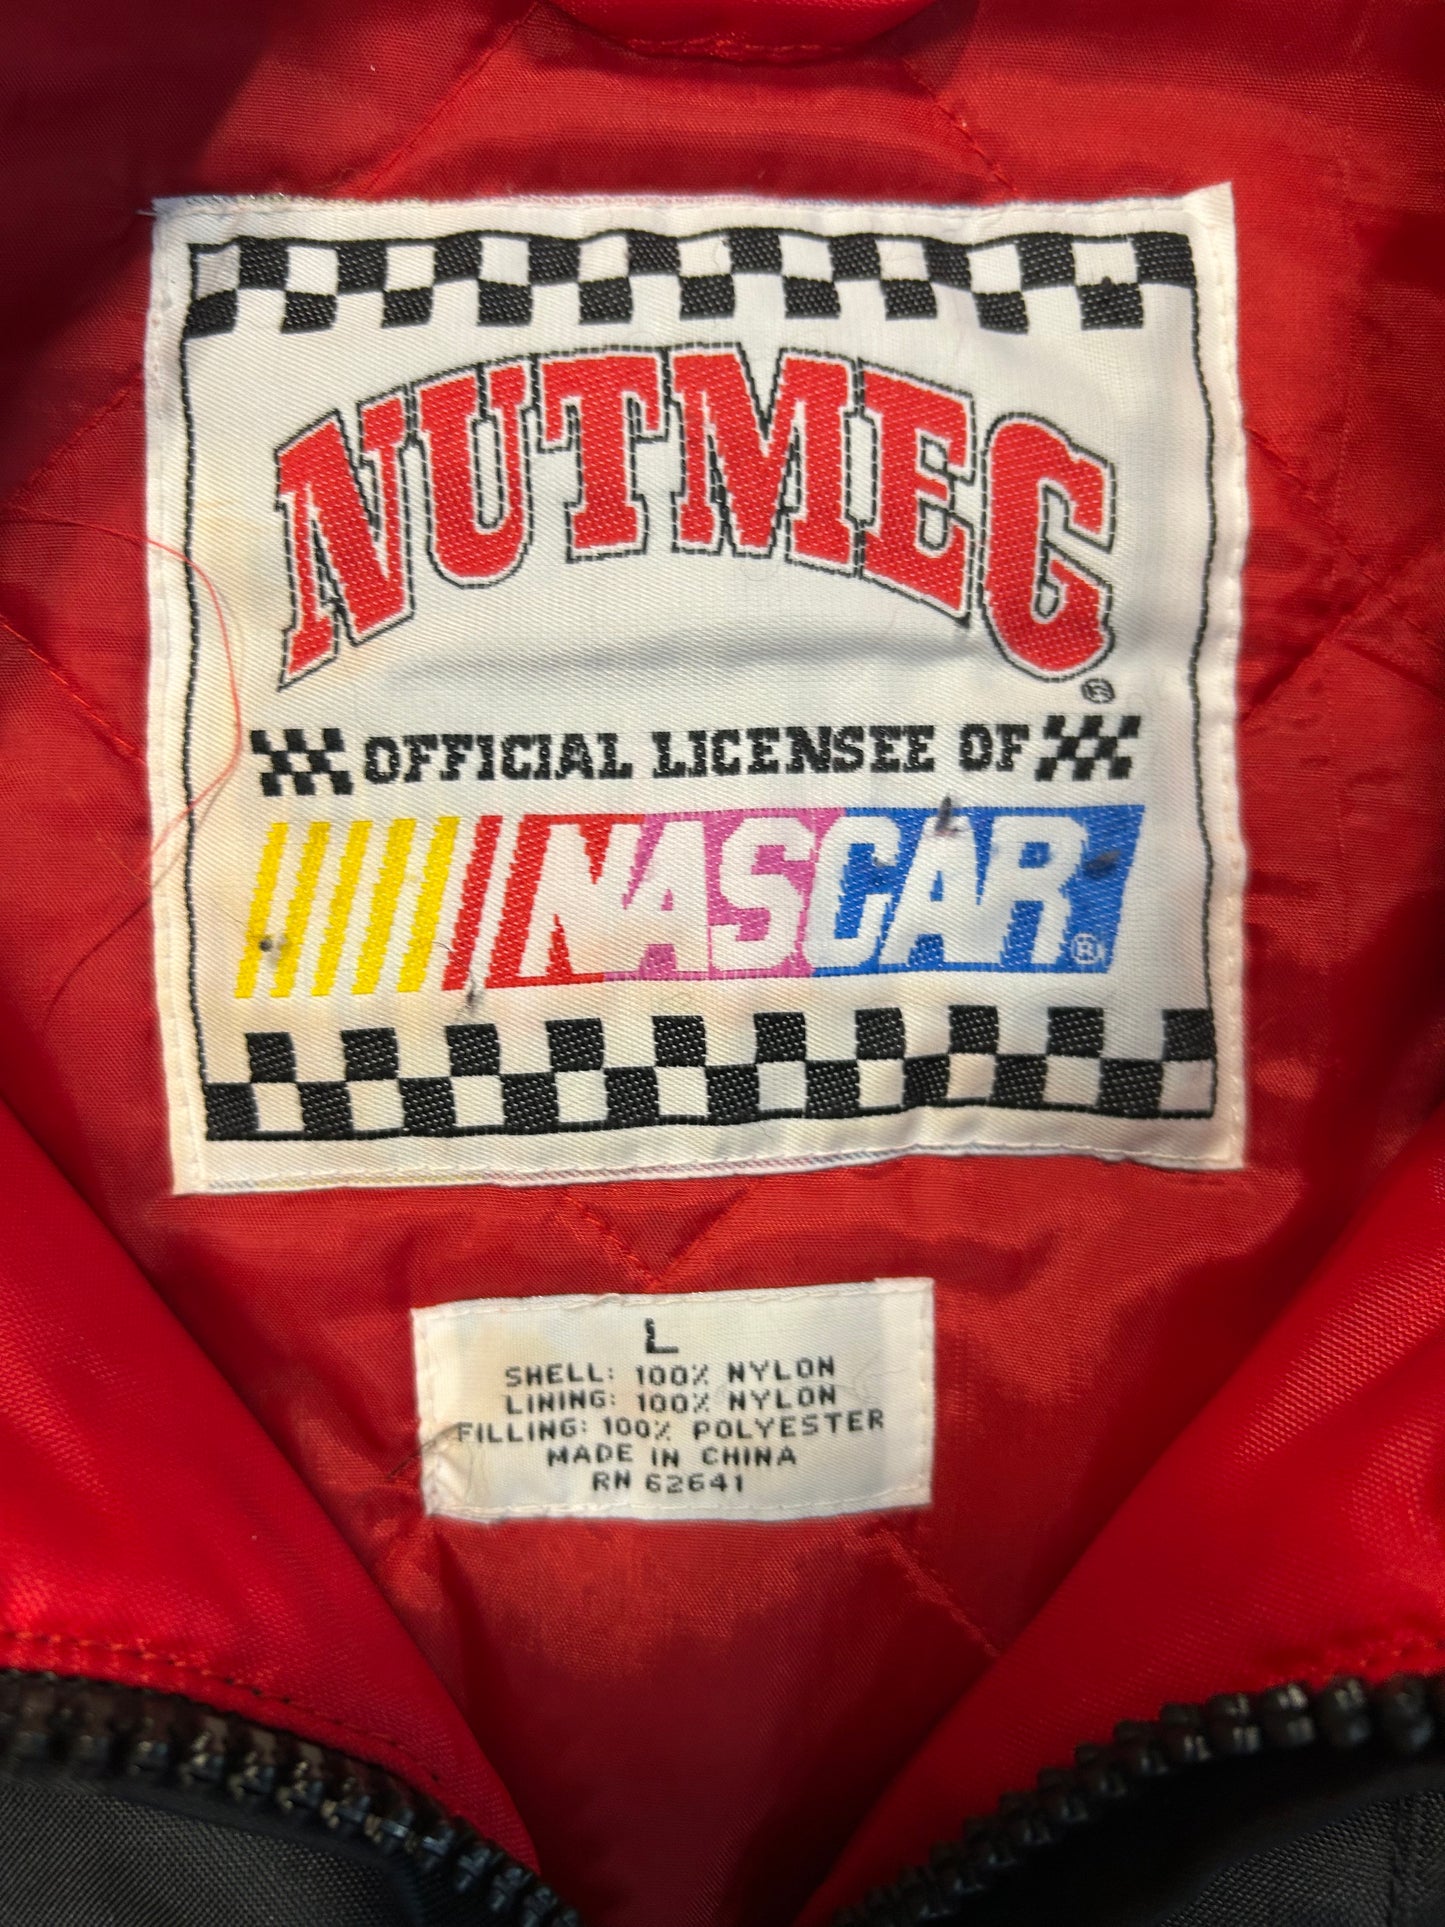 NUTMEG®
OFFICIAL LICENSEE OF
NASCAR®
L
SHELL: 100% NYLON
LINING: 100% NYLON
FILLING: 100% POLYESTER
MADE IN CHINA
RN 62641